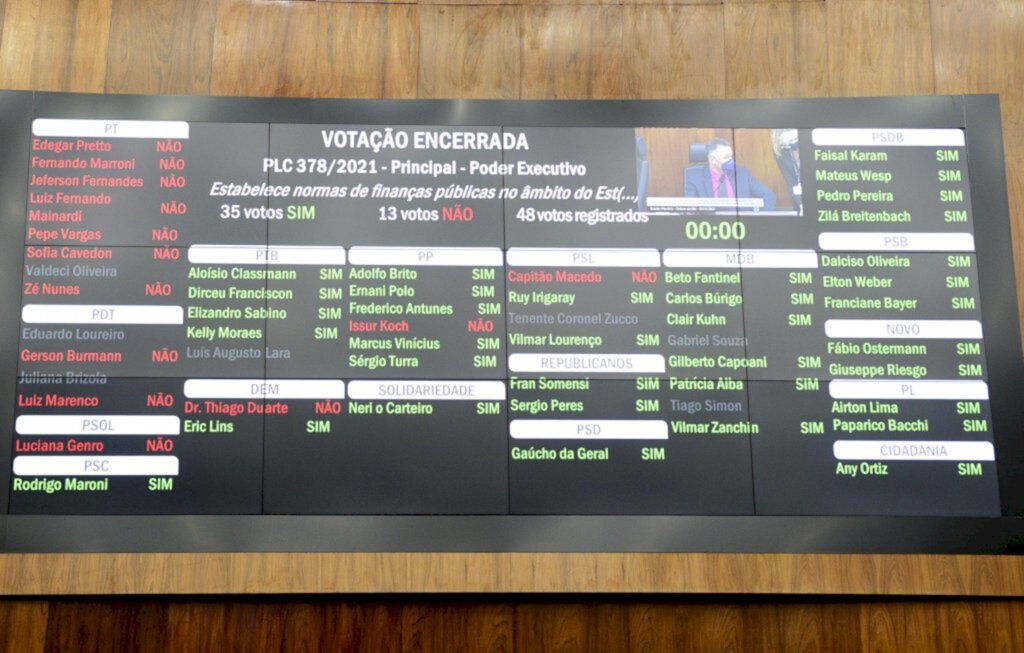 VOTAÇÃO ENCERRADA
PLC 378/2021 - Principal - Poder Executivo
Estabelece normas de finanças públicas no âmbito do Est(...)
35 votos SIM 13 votos NÃO 48 votos registrados
00:00
PT
Edegar Pretto NÃO
Fernando Marroni NÃO
Jeferson Fernandes NÃO
Luiz Fernando
Mainardi NÃO
Pepe Vargas NÃO
Sofia Cavedon NÃO
Valdeci Oliveira
Zé Nunes NÃO
PDT
Eduardo Loureiro
Gerson Burmann NÃO
Juliana Brizola
Luiz Marenco NÃO
PSOL
Luciana Genro NÃO
PSC
Rodrigo Maroni SIM
PTB
Aloísio Classmann SIM
Dirceu Franciscon SIM
Elizandro Sabino SIM
Kelly Moraes SIM
Luís Augusto Lara
DEM
Dr. Thiago Duarte NÃO
Eric Lins SIM
PP
Adolfo Brito SIM
Ernani Polo SIM
Frederico Antunes SIM
Issur Koch NÃO
Marcus Vinícius SIM
Sérgio Turra SIM
SOLIDARIEDADE
Neri o Carteiro SIM
PSL
Capitão Macedo NÃO
Ruy Irigaray SIM
Tenente Coronel Zucco
Vilmar Lourenço SIM
REPUBLICANOS
Fran Somensi SIM
Sergio Peres SIM
PSD
Gaúcho da Geral SIM
MDB
Beto Fantinel SIM
Carlos Búrigo SIM
Clair Kuhn SIM
Gabriel Souza
Gilberto Capoani SIM
Patrícia Alba SIM
Tiago Simon
Vilmar Zanchin SIM
PSDB
Faisal Karam SIM
Mateus Wesp SIM
Pedro Pereira SIM
Zilá Breitenbach SIM
PSB
Dalciso Oliveira SIM
Elton Weber SIM
Franciane Bayer SIM
NOVO
Fábio Ostermann SIM
Giuseppe Riesgo SIM
PL
Airton Lima SIM
Paparico Bacchi SIM
CIDADANIA
Any Ortiz SIM